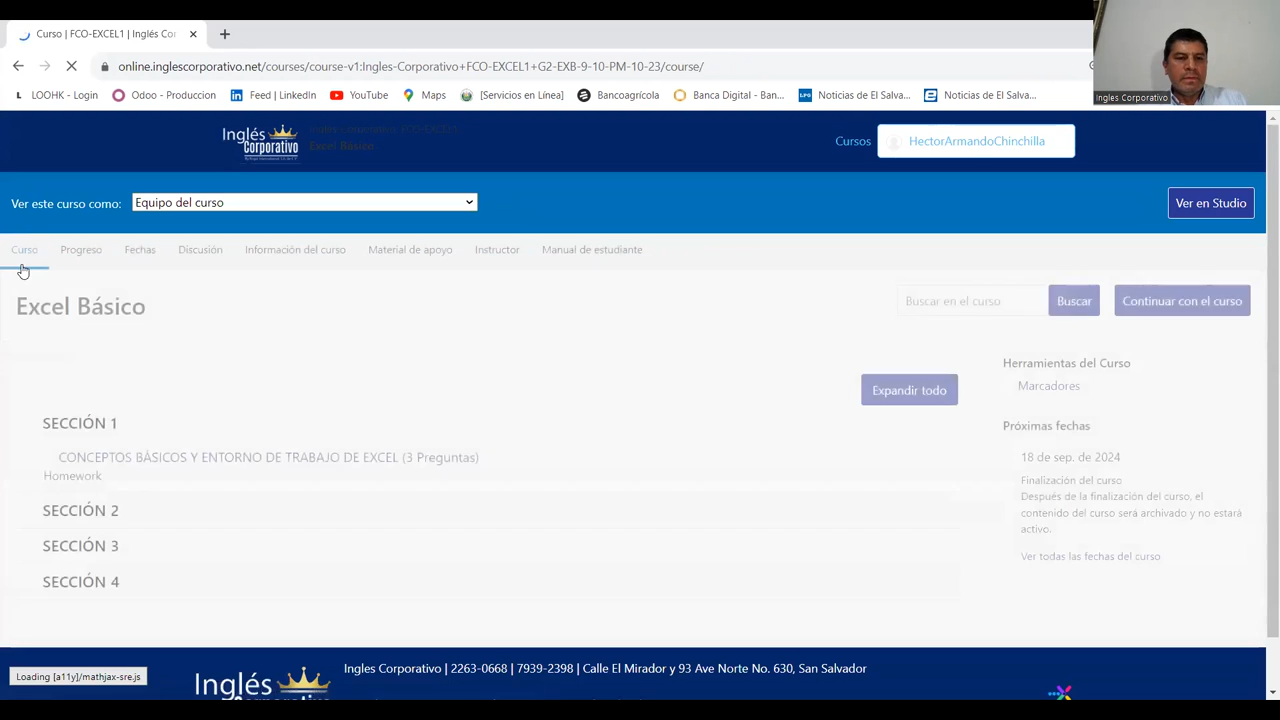 Curso | FCO-EXCEL1 | Inglés Cor
online.inglescorporativo.net/courses/course-v1:Ingles-Corporativo+FCO-EXCEL1+G2-EXB-9-10-PM-10-23/course/
LOOHK - Login
Odoo - Produccion
Feed | LinkedIn
YouTube
Maps
[Servicios en Línea]
Bancoagrícola
Banca Digital - Ban...
Noticias de El Salva...
Noticias de El Salva...
Ingles Corporativo
Inglés Corporativo
Ingles-Corporativo FCO-EXCEL1
Excel Básico
Cursos
HectorArmandoChinchilla
Ver este curso como:
Equipo del curso
Ver en Studio
Curso
Progreso
Fechas
Discusión
Información del curso
Material de apoyo
Instructor
Manual de estudiante
Excel Básico
Buscar en el curso
Buscar
Continuar con el curso
Expandir todo
SECCIÓN 1
CONCEPTOS BÁSICOS Y ENTORNO DE TRABAJO DE EXCEL (3 Preguntas)
Homework
SECCIÓN 2
SECCIÓN 3
SECCIÓN 4
Herramientas del Curso
Marcadores
Próximas fechas
18 de sep. de 2024
Finalización del curso
Después de la finalización del curso, el
contenido del curso será archivado y no estará
activo.
Ver todas las fechas del curso
Loading [a11y]/mathjax-sre.js
Inglés
Corporativo
Ingles Corporativo | 2263-0668 | 7939-2398 | Calle El Mirador y 93 Ave Norte No. 630, San Salvador